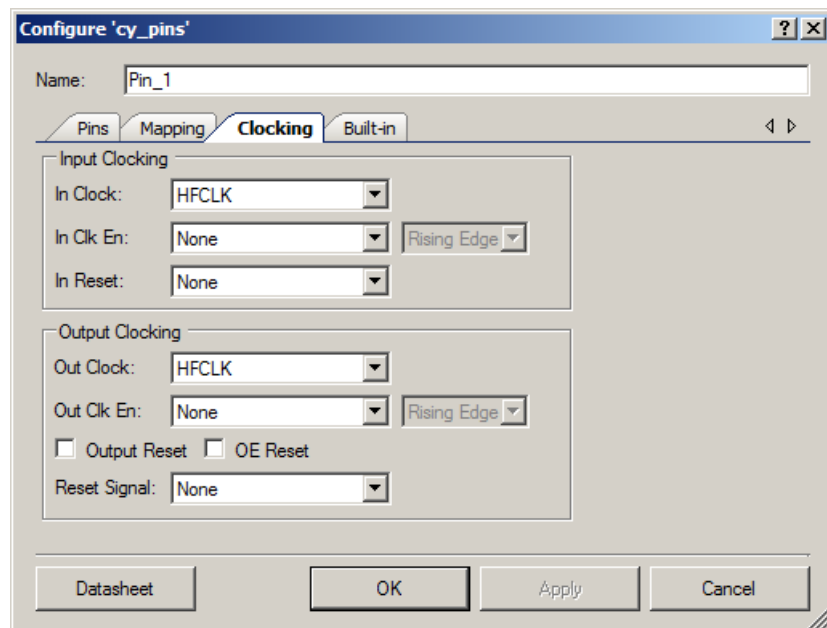 Configure 'cy_pins'
Name: Pin_1
Pins Mapping Clocking Built-in
Input Clocking
In Clock: HFCLK
In Clk En: None Rising Edge
In Reset: None
Output Clocking
Out Clock: HFCLK
Out Clk En: None Rising Edge
Output Reset OE Reset
Reset Signal: None
Datasheet OK Apply Cancel